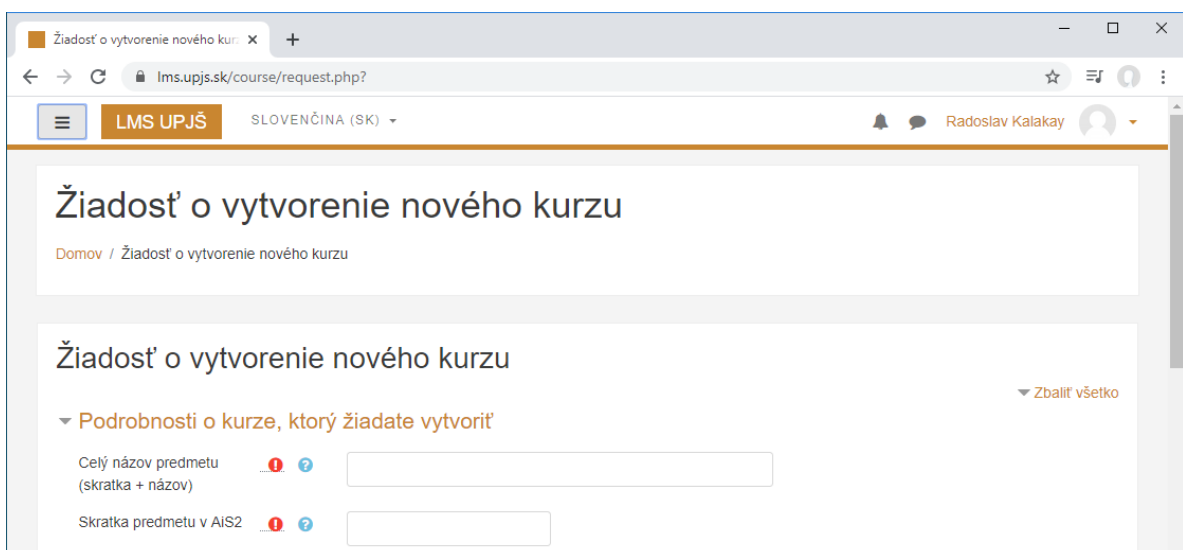 Žiadosť o vytvorenie nového kur
lms.upjs.sk/course/request.php?
LMS UPJŠ SLOVENČINA (SK) Radoslav Kalakay
Žiadosť o vytvorenie nového kurzu
Domov / Žiadosť o vytvorenie nového kurzu
Žiadosť o vytvorenie nového kurzu
Zbaliť všetko
Podrobnosti o kurze, ktorý žiadate vytvoriť
Celý názov predmetu
(skratka + názov)
Skratka predmetu v AiS2